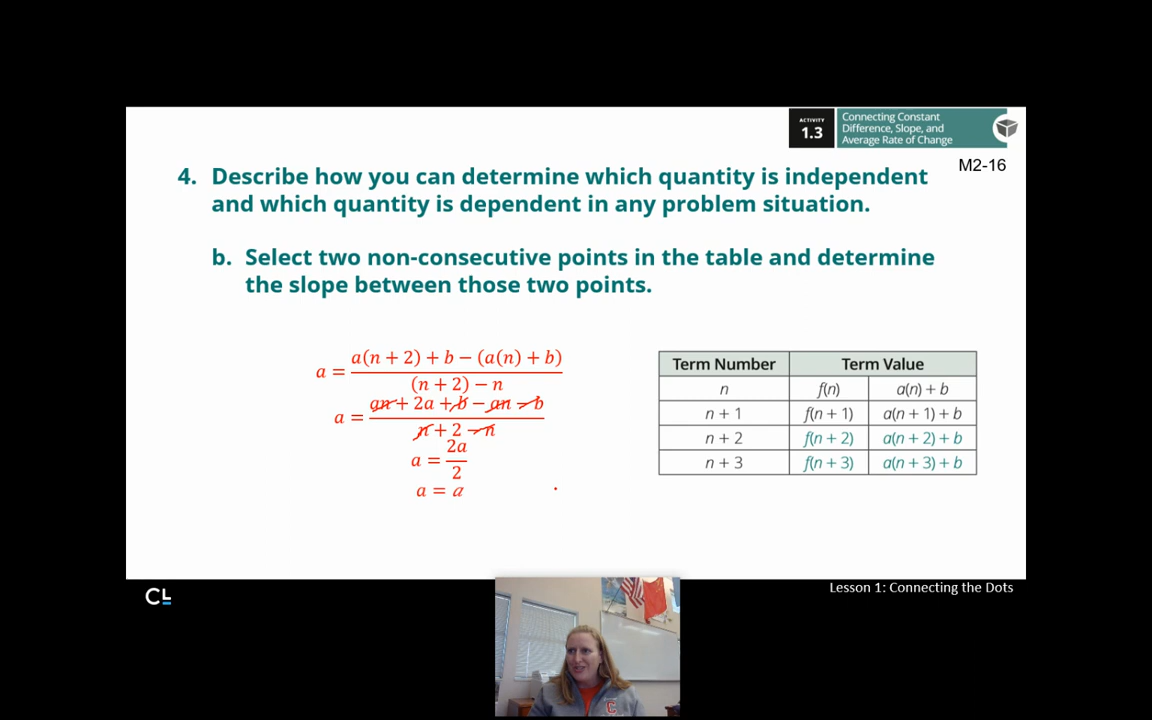 ACTIVITY
1.3
Connecting Constant
Difference, Slope, and
Average Rate of Change
M2-16
4. Describe how you can determine which quantity is independent
and which quantity is dependent in any problem situation.
b. Select two non-consecutive points in the table and determine
the slope between those two points.
a = a(n + 2) + b − (a(n) + b) / (n + 2) − n
a = an + 2a + b − an − b / n + 2 − n
a = 2a / 2
a = a
Term Number Term Value
n f(n) a(n) + b
n + 1 f(n + 1) a(n + 1) + b
n + 2 f(n + 2) a(n + 2) + b
n + 3 f(n + 3) a(n + 3) + b
CL
Lesson 1: Connecting the Dots
C